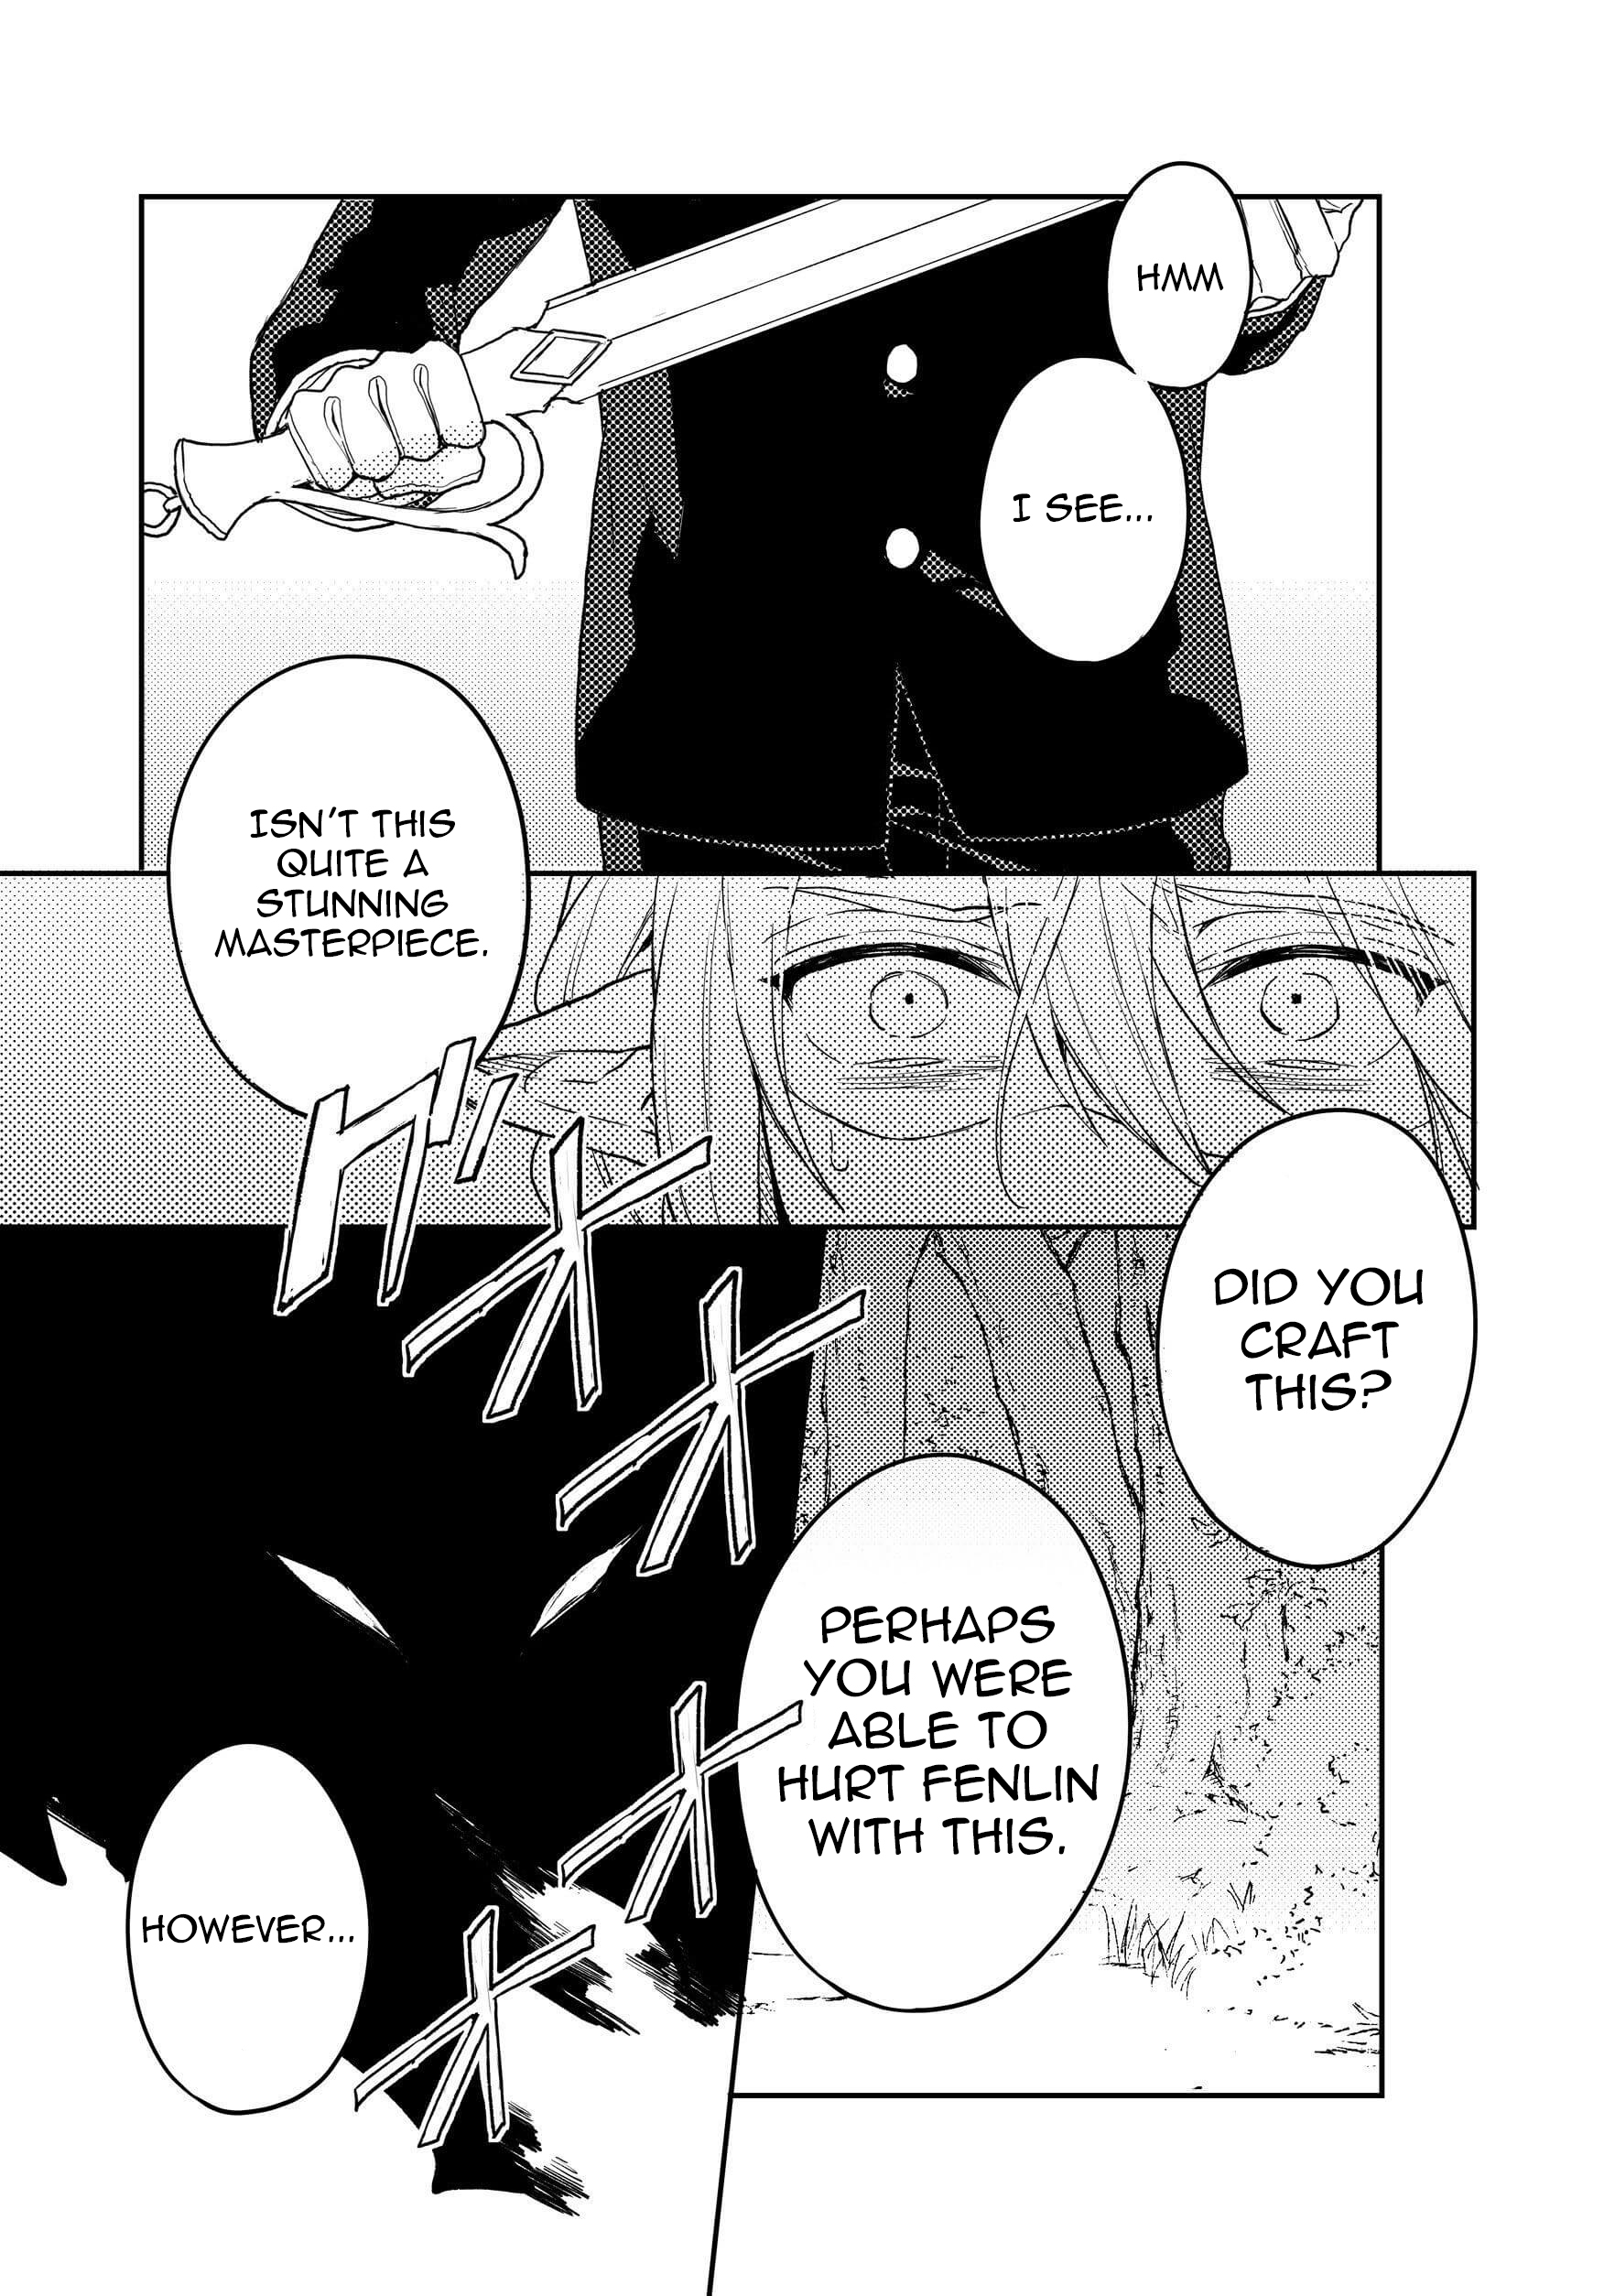 HMM
I SEE...
ISN'T THIS
QUITE A
STUNNING
MASTERPIECE.
DID YOU
CRAFT
THIS?
PERHAPS
YOU WERE
ABLE TO
HURT FENLIN
WITH THIS.
HOWEVER...